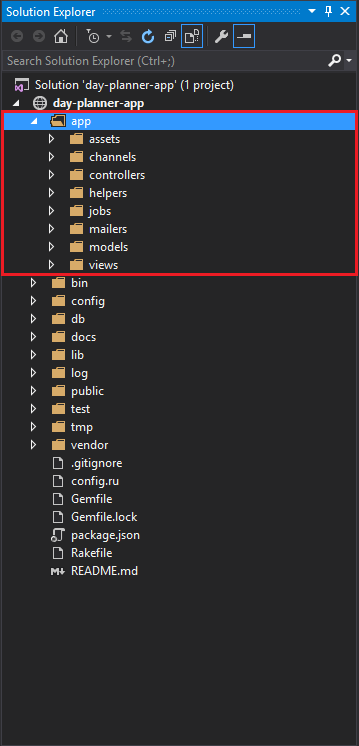 Solution Explorer
Search Solution Explorer (Ctrl+;)
Solution 'day-planner-app' (1 project)
day-planner-app
app
assets
channels
controllers
helpers
jobs
mailers
models
views
bin
config
db
docs
lib
log
public
test
tmp
vendor
.gitignore
config.ru
Gemfile
Gemfile.lock
package.json
Rakefile
README.md